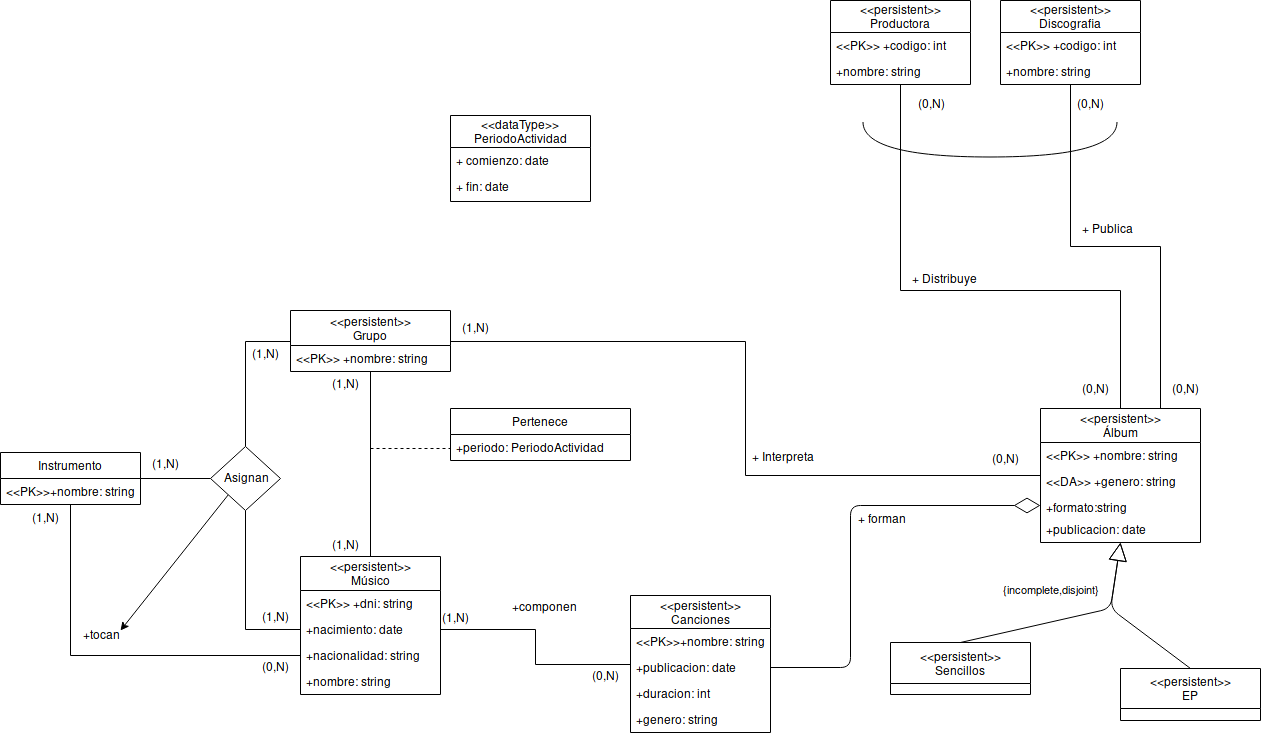 <<persistent>>
Productora
<<PK>> +codigo: int
+nombre: string
<<persistent>>
Discografia
<<PK>> +codigo: int
+nombre: string
(0,N)
(0,N)
<<dataType>>
PeriodoActividad
+ comienzo: date
+ fin: date
+ Publica
+ Distribuye
<<persistent>>
Grupo
<<PK>> +nombre: string
(1,N)
(1,N)
(1,N)
(0,N)
(0,N)
Pertenece
+periodo: PeriodoActividad
<<persistent>>
Álbum
<<PK>> +nombre: string
<<DA>> +genero: string
+formato:string
+publicacion: date
Instrumento
<<PK>>+nombre: string
(1,N)
Asignan
+ Interpreta
(0,N)
(1,N)
(1,N)
+ forman
<<persistent>>
Músico
<<PK>> +dni: string
+nacimiento: date
+nacionalidad: string
+nombre: string
{incomplete,disjoint}
(1,N)
(1,N)
+componen
+tocan
(0,N)
(0,N)
<<persistent>>
Canciones
<<PK>>+nombre: string
+publicacion: date
+duracion: int
+genero: string
<<persistent>>
Sencillos
<<persistent>>
EP